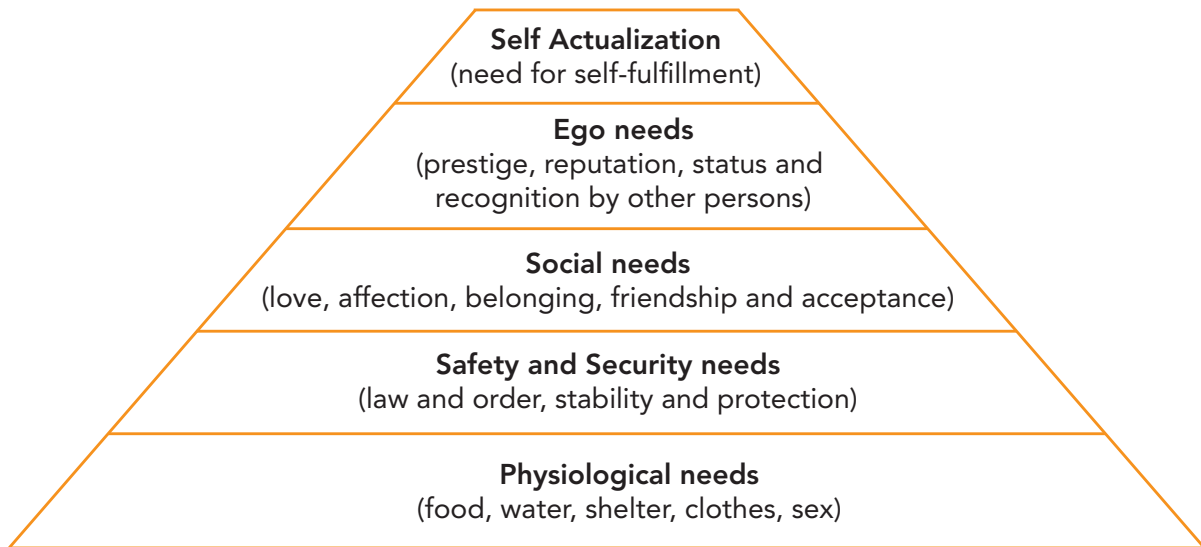 Self Actualization
(need for self-fulfillment)
Ego needs
(prestige, reputation, status and
recognition by other persons)
Social needs
(love, affection, belonging, friendship and acceptance)
Safety and Security needs
(law and order, stability and protection)
Physiological needs
(food, water, shelter, clothes, sex)